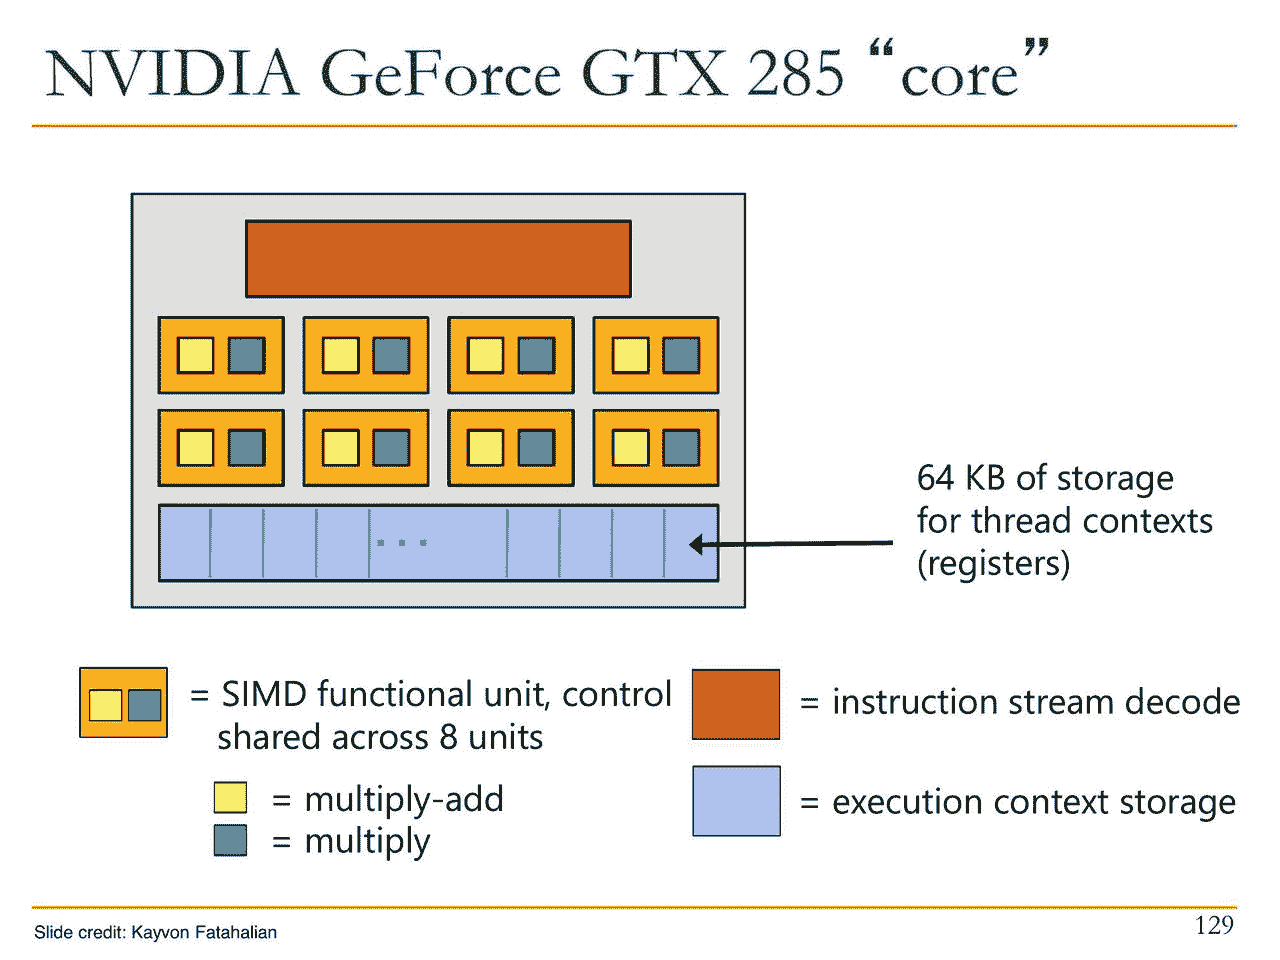 NVIDIA GeForce GTX 285 “core”
64 KB of storage
for thread contexts
(registers)
= SIMD functional unit, control
shared across 8 units
= multiply-add
= multiply
= instruction stream decode
= execution context storage
Slide credit: Kayvon Fatahalian
129